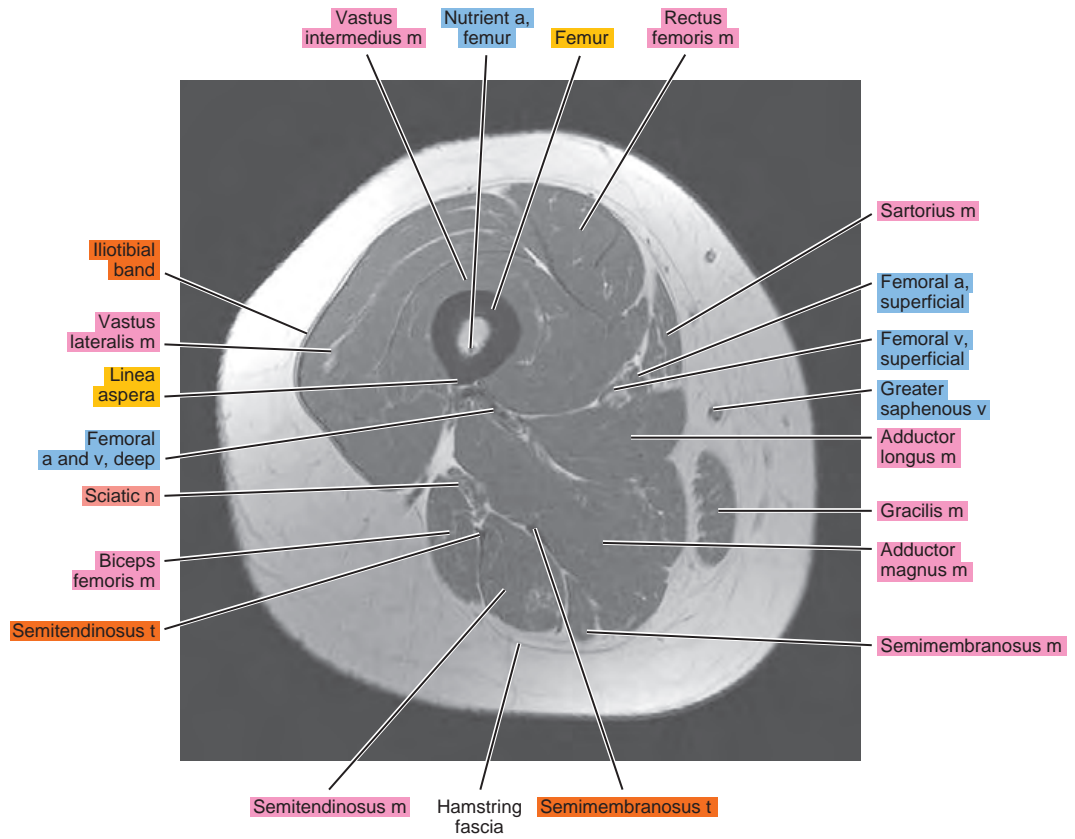 Vastus
intermedius m
Nutrient a,
femur
Femur
Rectus
femoris m
Sartorius m
Iliotibial
band
Femoral a,
superficial
Vastus
lateralis m
Femoral v,
superficial
Linea
aspera
Greater
saphenous v
Femoral
a and v, deep
Adductor
longus m
Sciatic n
Gracilis m
Biceps
femoris m
Adductor
magnus m
Semitendinosus t
Semimembranosus m
Semitendinosus m
Hamstring
fascia
Semimembranosus t